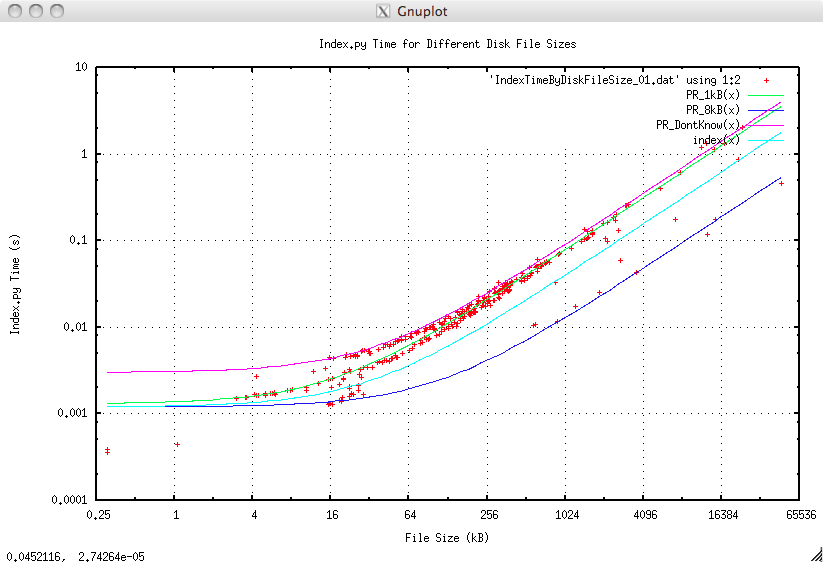 Gnuplot
Index.py Time for Different Disk File Sizes
'IndexTimeByDiskFileSize_01.dat' using 1:2
PR_1kB(x)
PR_8kB(x)
PR_DontKnow(x)
index(x)
10
1
0.1
0.01
0.001
0.0001
Index.py Time (s)
0.25 1 4 16 64 256 1024 4096 16384 65536
File Size (kB)
0.0452116, 2.74264e-05